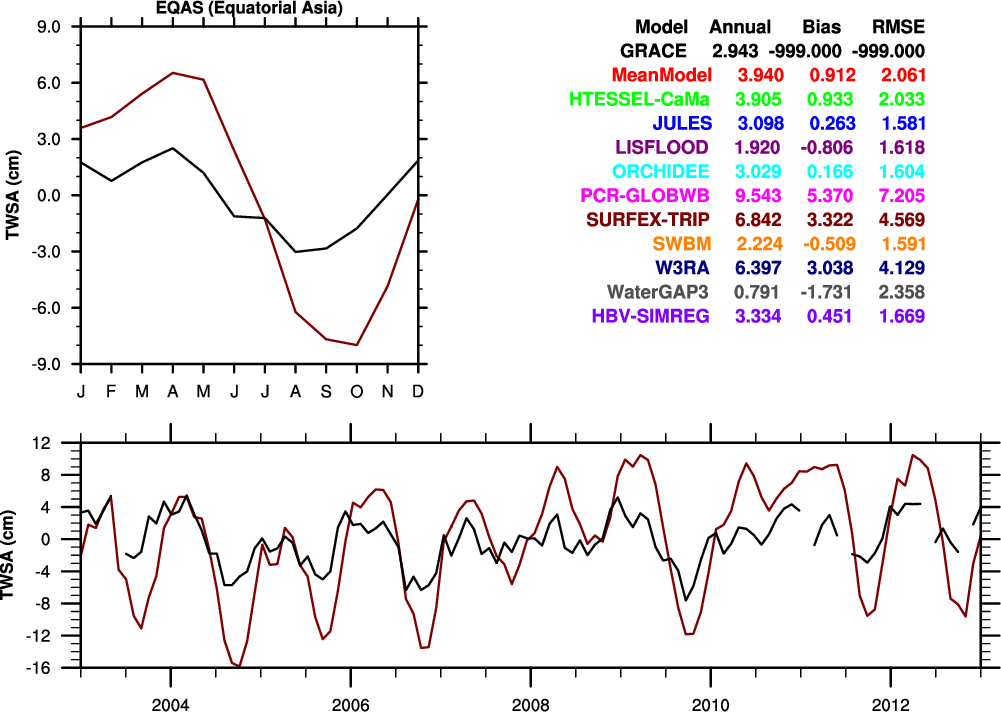 EQAS (Equatorial Asia)
9.0
6.0
3.0
0.0
-3.0
-6.0
-9.0
TWSA (cm)
J F M A M J J A S O N D
Model Annual Bias RMSE
GRACE 2.943 -999.000 -999.000
MeanModel 3.940 0.912 2.061
HTESSEL-CaMa 3.905 0.933 2.033
JULES 3.098 0.263 1.581
LISFLOOD 1.920 -0.806 1.618
ORCHIDEE 3.029 0.166 1.604
PCR-GLOBWB 9.543 5.370 7.205
SURFEX-TRIP 6.842 3.322 4.569
SWBM 2.224 -0.509 1.591
W3RA 6.397 3.038 4.129
WaterGAP3 0.791 -1.731 2.358
HBV-SIMREG 3.334 0.451 1.669
12
8
4
0
-4
-8
-12
-16
TWSA (cm)
2004 2006 2008 2010 2012